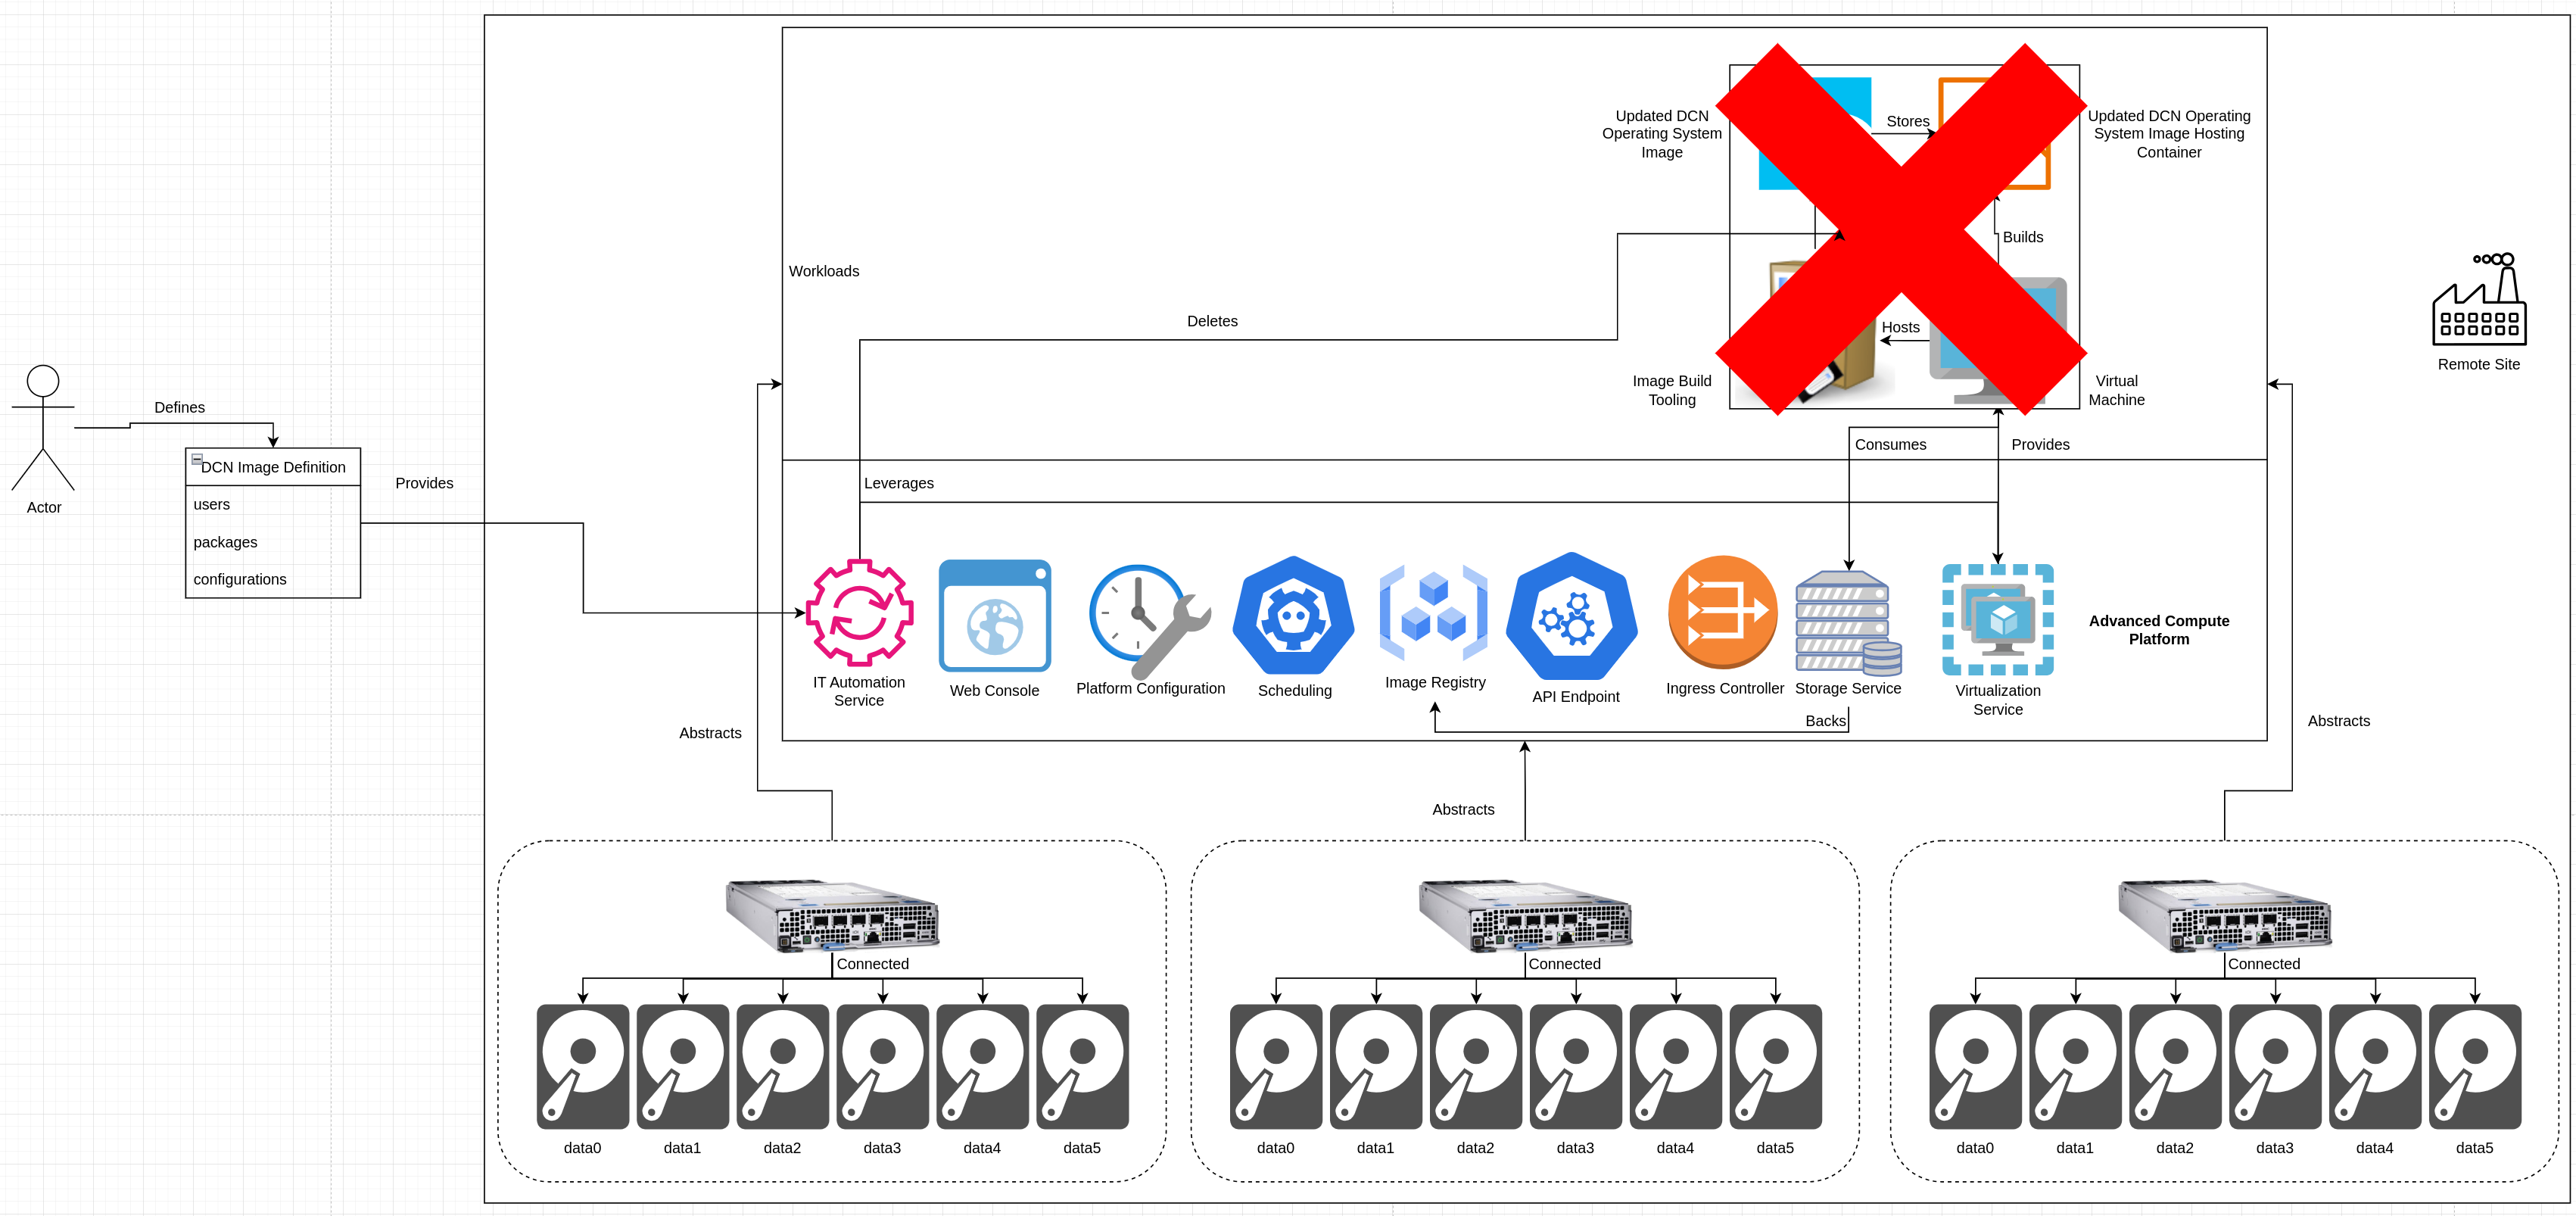 Updated DCN
Operating System
Image
Stores
Updated DCN Operating
System Image Hosting
Container
Builds
Workloads
Deletes
Hosts
Image Build
Tooling
Virtual
Machine
Remote Site
Defines
Actor
DCN Image Definition
users
packages
configurations
Provides
Leverages
Consumes
Provides
IT Automation
Service
Web Console
Platform Configuration
Scheduling
Image Registry
API Endpoint
Ingress Controller
Storage Service
Virtualization
Service
Advanced Compute
Platform
Backs
Abstracts
Abstracts
Abstracts
Connected
data0
data1
data2
data3
data4
data5
Connected
data0
data1
data2
data3
data4
data5
Connected
data0
data1
data2
data3
data4
data5